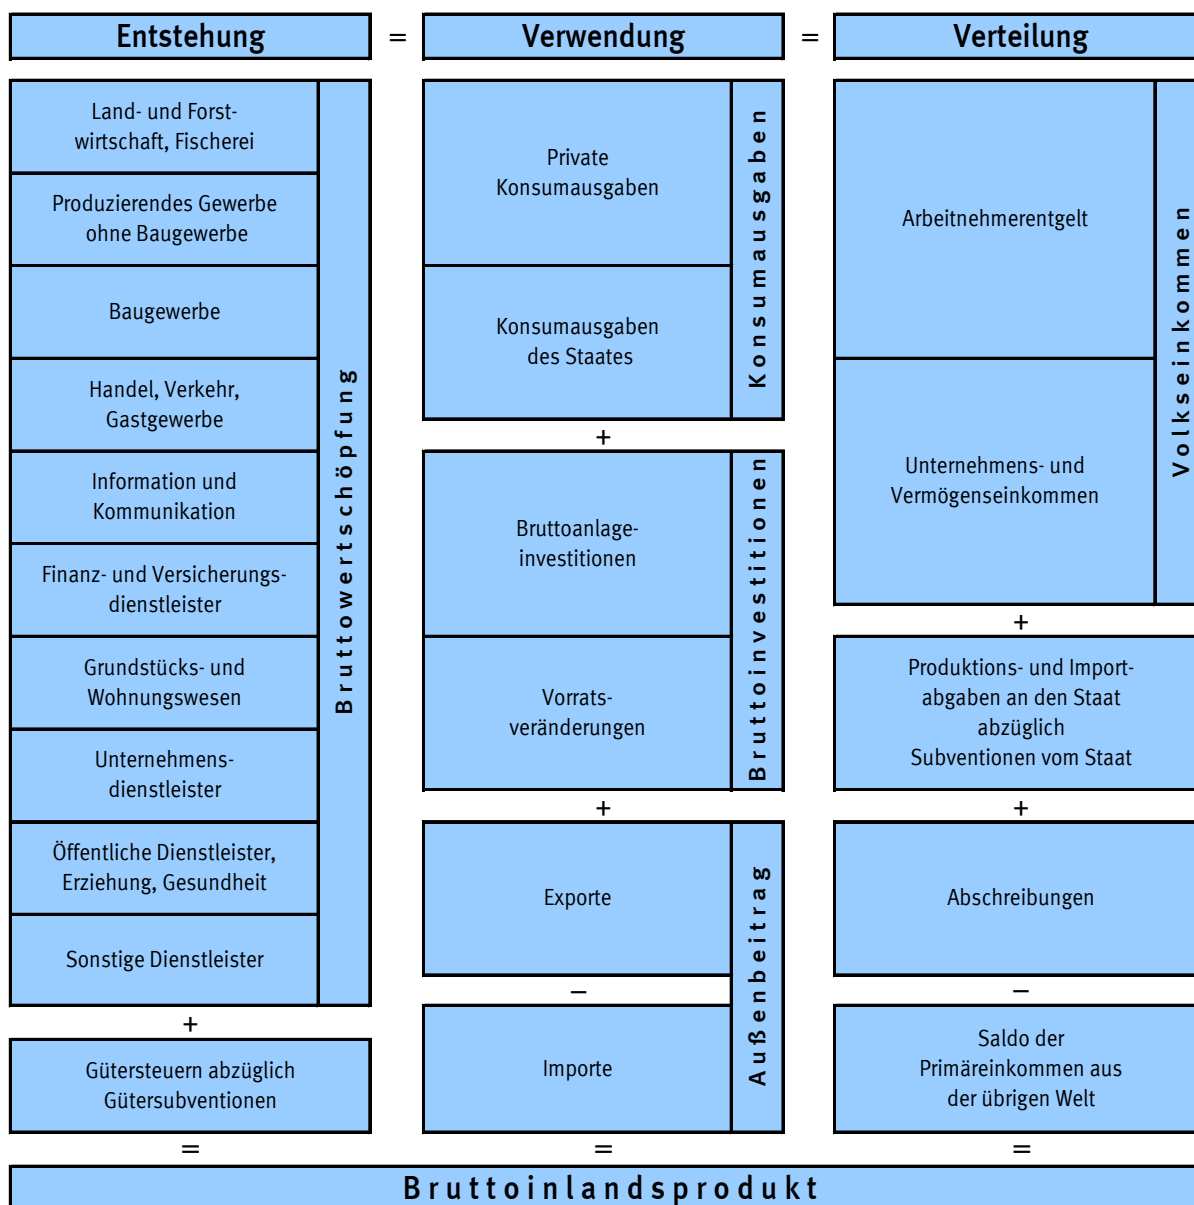 Entstehung
=
Verwendung
=
Verteilung
Land- und Forst-
wirtschaft, Fischerei
Produzierendes Gewerbe
ohne Baugewerbe
Baugewerbe
Handel, Verkehr,
Gastgewerbe
Information und
Kommunikation
Finanz- und Versicherungs-
dienstleister
Grundstücks- und
Wohnungswesen
Unternehmens-
dienstleister
Öffentliche Dienstleister,
Erziehung, Gesundheit
Sonstige Dienstleister
Bruttowertschöpfung
+
Gütersteuern abzüglich
Gütersubventionen
=
Private
Konsumausgaben
Konsumausgaben
des Staates
Konsumausgaben
+
Bruttoanlage-
investitionen
Vorrats-
veränderungen
Bruttoinvestitionen
+
Exporte
–
Importe
Außenbeitrag
=
Arbeitnehmerentgelt
Unternehmens- und
Vermögenseinkommen
Volkseinkommen
+
Produktions- und Import-
abgaben an den Staat
abzüglich
Subventionen vom Staat
+
Abschreibungen
–
Saldo der
Primäreinkommen aus
der übrigen Welt
=
Bruttoinlandsprodukt